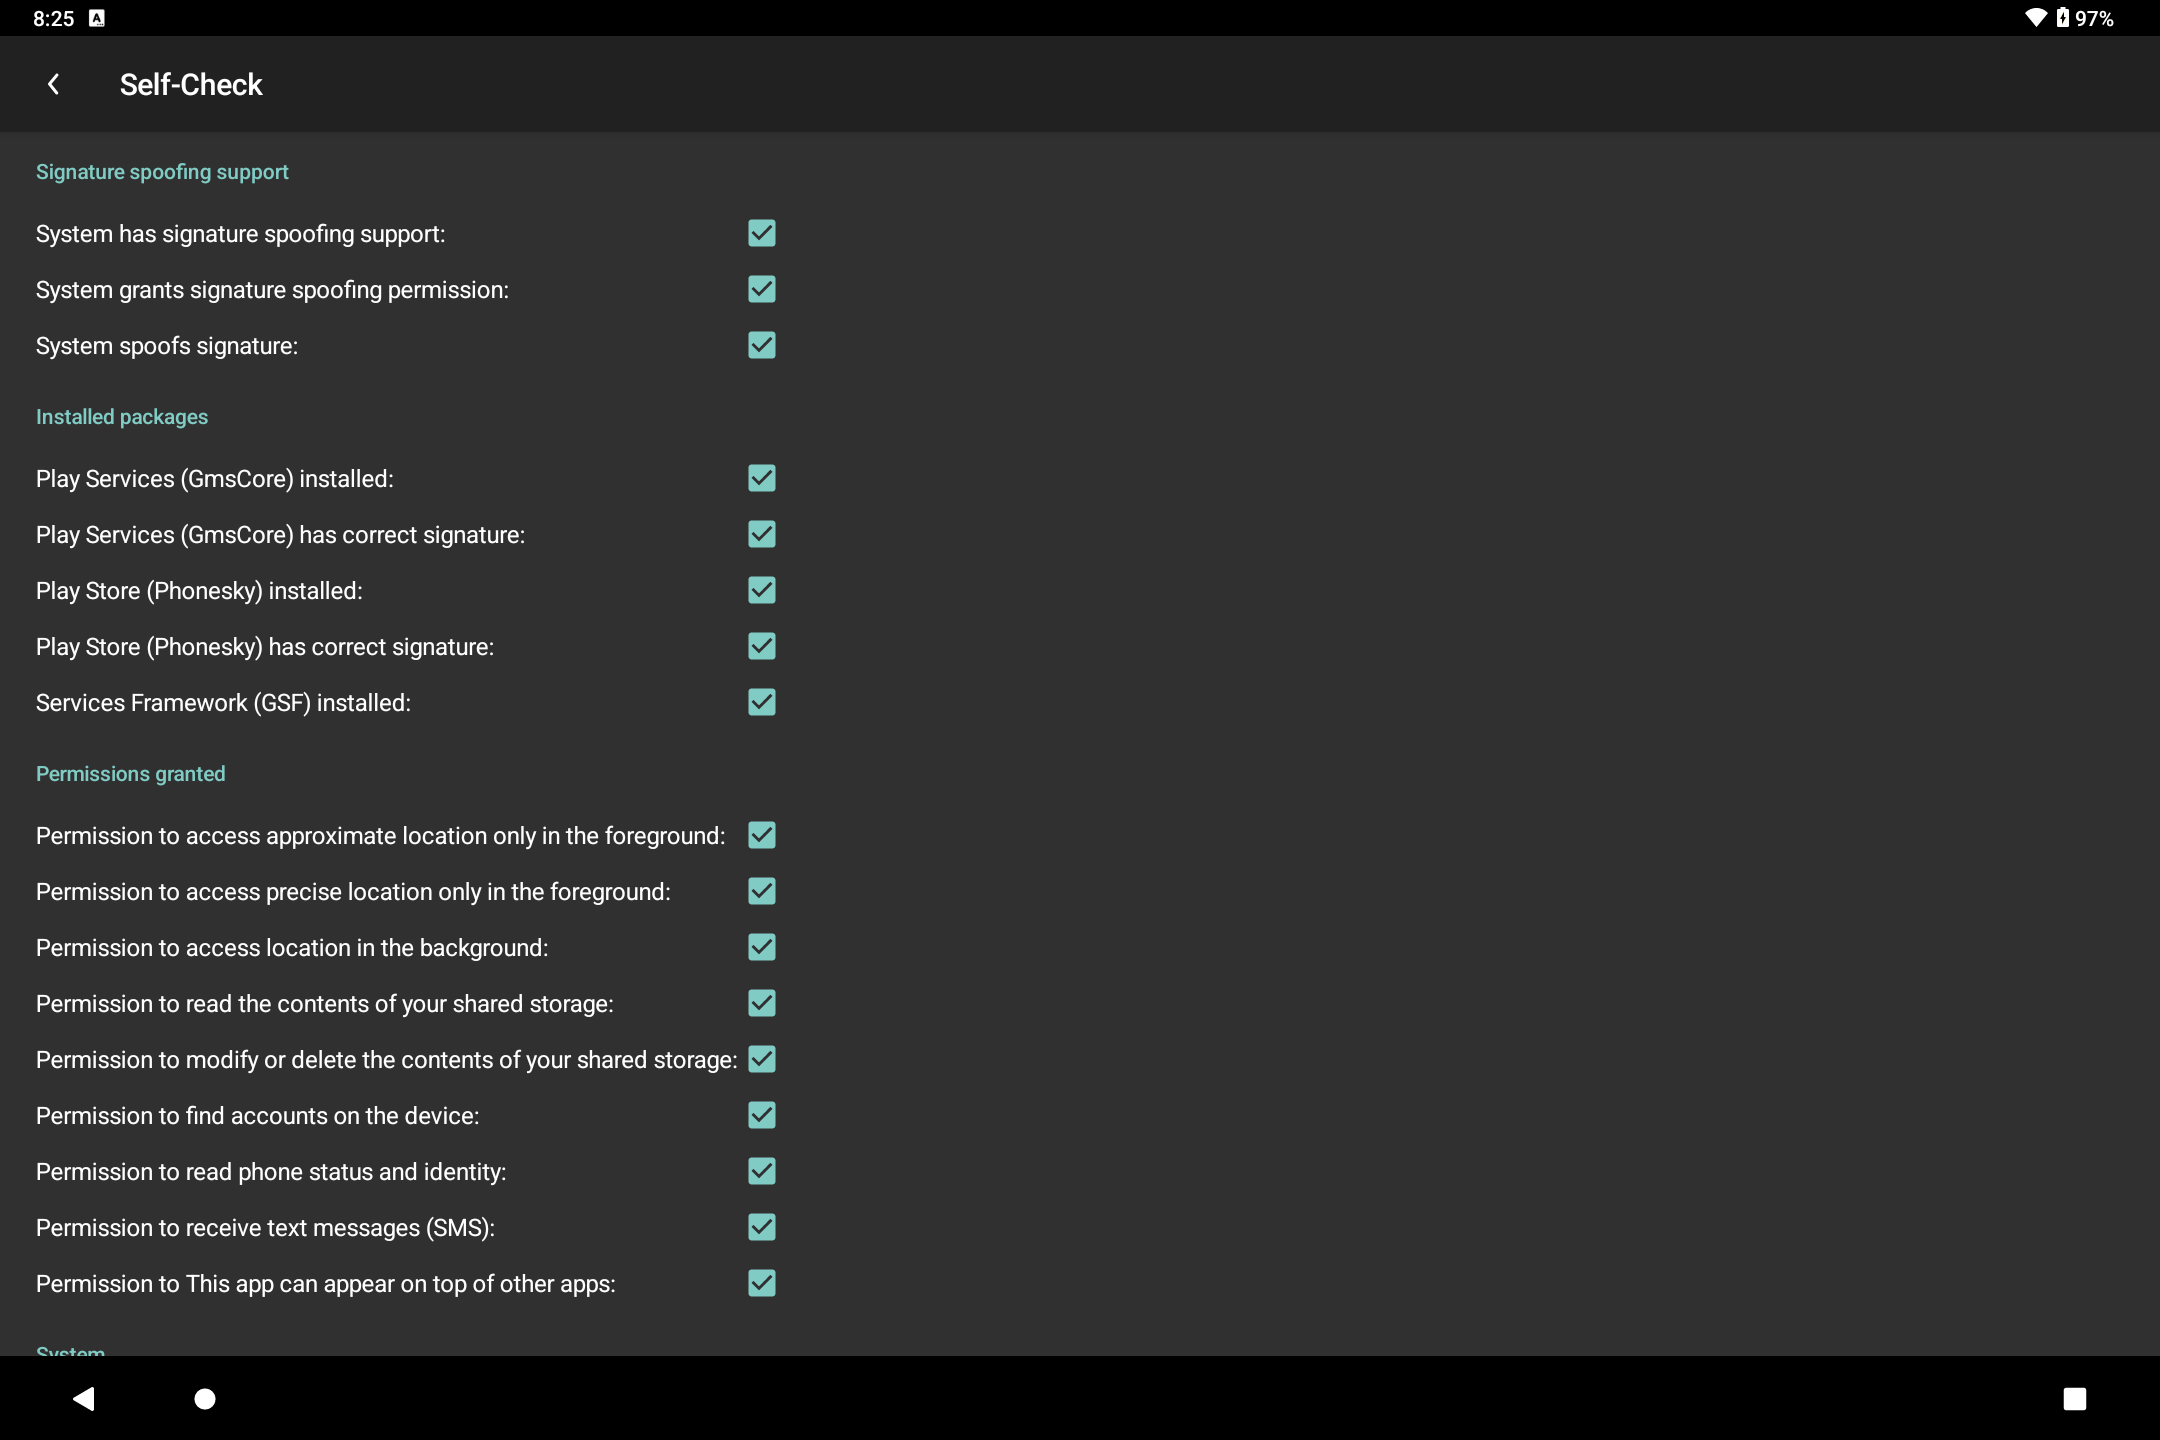 8:25
97%
Self-Check
Signature spoofing support
System has signature spoofing support:
System grants signature spoofing permission:
System spoofs signature:
Installed packages
Play Services (GmsCore) installed:
Play Services (GmsCore) has correct signature:
Play Store (Phonesky) installed:
Play Store (Phonesky) has correct signature:
Services Framework (GSF) installed:
Permissions granted
Permission to access approximate location only in the foreground:
Permission to access precise location only in the foreground:
Permission to access location in the background:
Permission to read the contents of your shared storage:
Permission to modify or delete the contents of your shared storage:
Permission to find accounts on the device:
Permission to read phone status and identity:
Permission to receive text messages (SMS):
Permission to This app can appear on top of other apps:
System